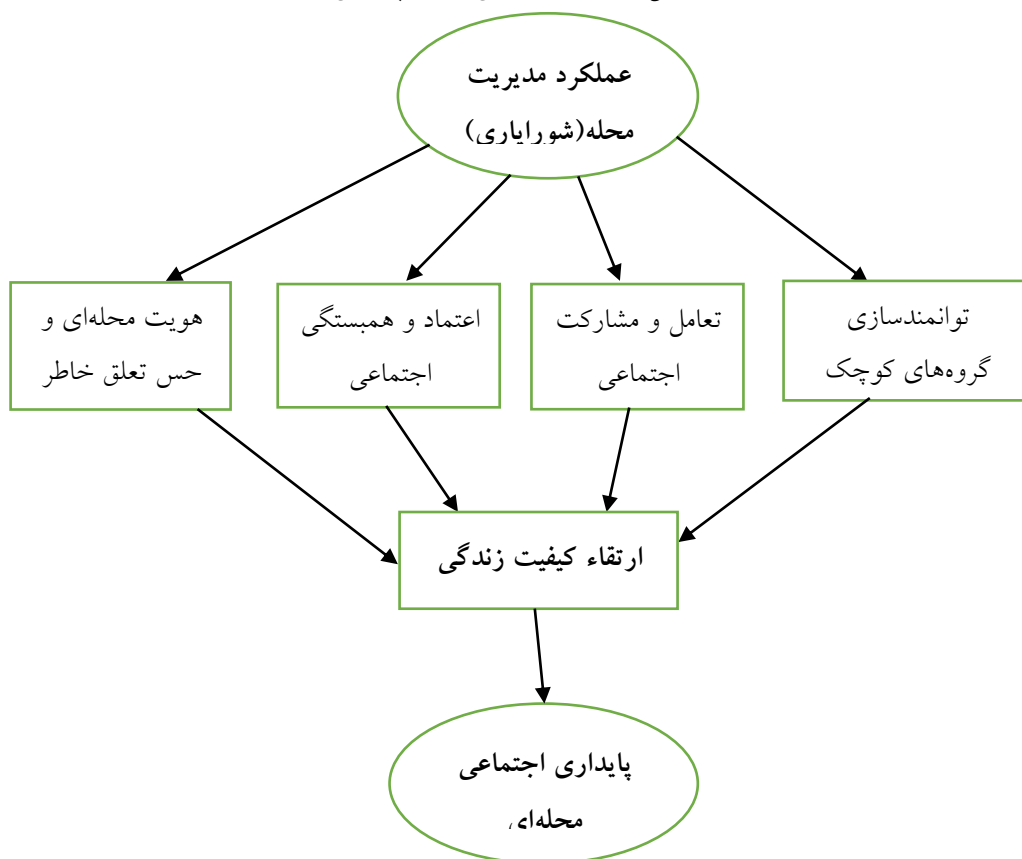 عملکرد مدیریت
محله(شورایاری)
توانمندسازی
گروه‌های کوچک
تعامل و مشارکت
اجتماعی
اعتماد و همبستگی
اجتماعی
هویت محله‌ای و
حس تعلق خاطر
ارتقاء کیفیت زندگی
پایداری اجتماعی
محله‌ای